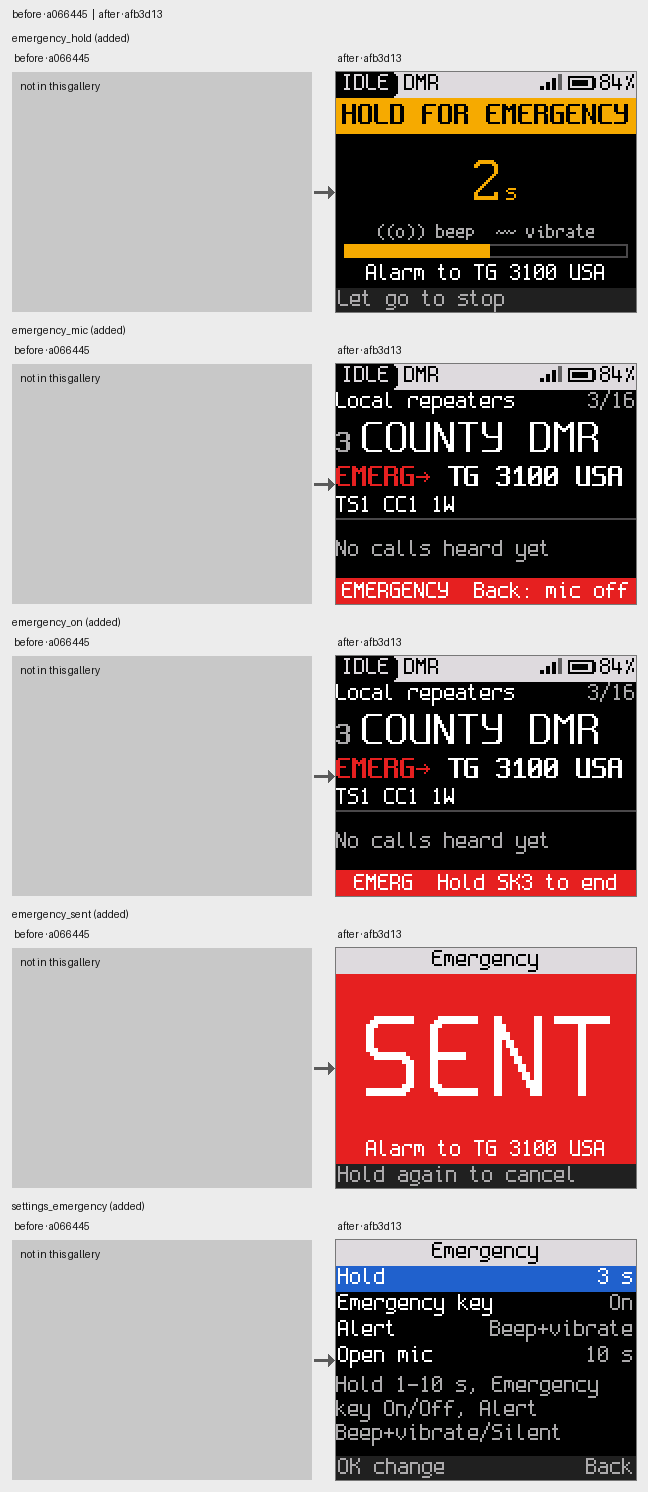 before · a066445 | after · afb3d13
emergency_hold (added)
before · a066445
after · afb3d13
not in this gallery
IDLE DMR 84%
HOLD FOR EMERGENCY
2 s
((o)) beep ~~ vibrate
Alarm to TG 3100 USA
Let go to stop
emergency_mic (added)
before · a066445
after · afb3d13
not in this gallery
IDLE DMR 84%
Local repeaters 3/16
3 COUNTY DMR
EMERG→ TG 3100 USA
TS1 CC1 1W
No calls heard yet
EMERGENCY Back: mic off
emergency_on (added)
before · a066445
after · afb3d13
not in this gallery
IDLE DMR 84%
Local repeaters 3/16
3 COUNTY DMR
EMERG→ TG 3100 USA
TS1 CC1 1W
No calls heard yet
EMERG Hold SK3 to end
emergency_sent (added)
before · a066445
after · afb3d13
not in this gallery
Emergency
SENT
Alarm to TG 3100 USA
Hold again to cancel
settings_emergency (added)
before · a066445
after · afb3d13
not in this gallery
Emergency
Hold 3 s
Emergency key On
Alert Beep+vibrate
Open mic 10 s
Hold 1-10 s, Emergency
key On/Off, Alert
Beep+vibrate/Silent
OK change Back